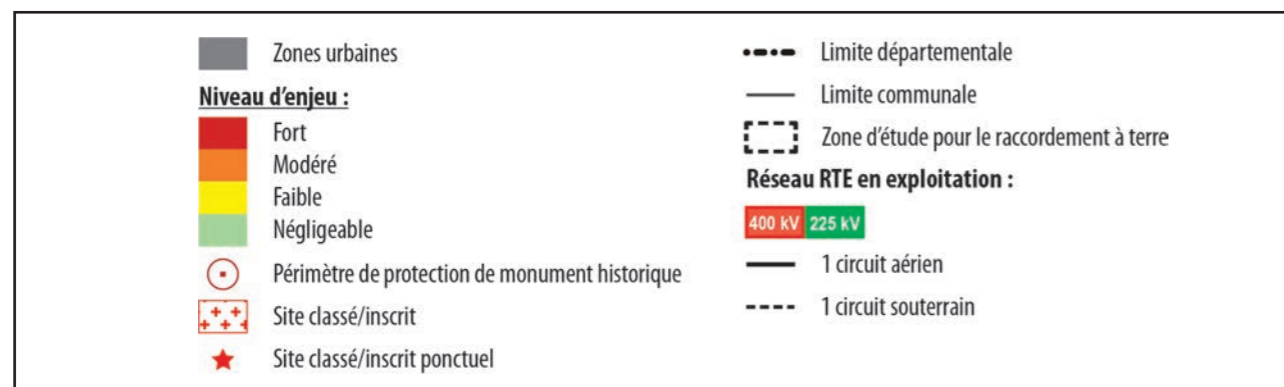 Zones urbaines
Niveau d'enjeu :
Fort
Modéré
Faible
Négligeable
Périmètre de protection de monument historique
Site classé/inscrit
Site classé/inscrit ponctuel
Limite départementale
Limite communale
Zone d'étude pour le raccordement à terre
Réseau RTE en exploitation :
400 kV 225 kV
1 circuit aérien
1 circuit souterrain